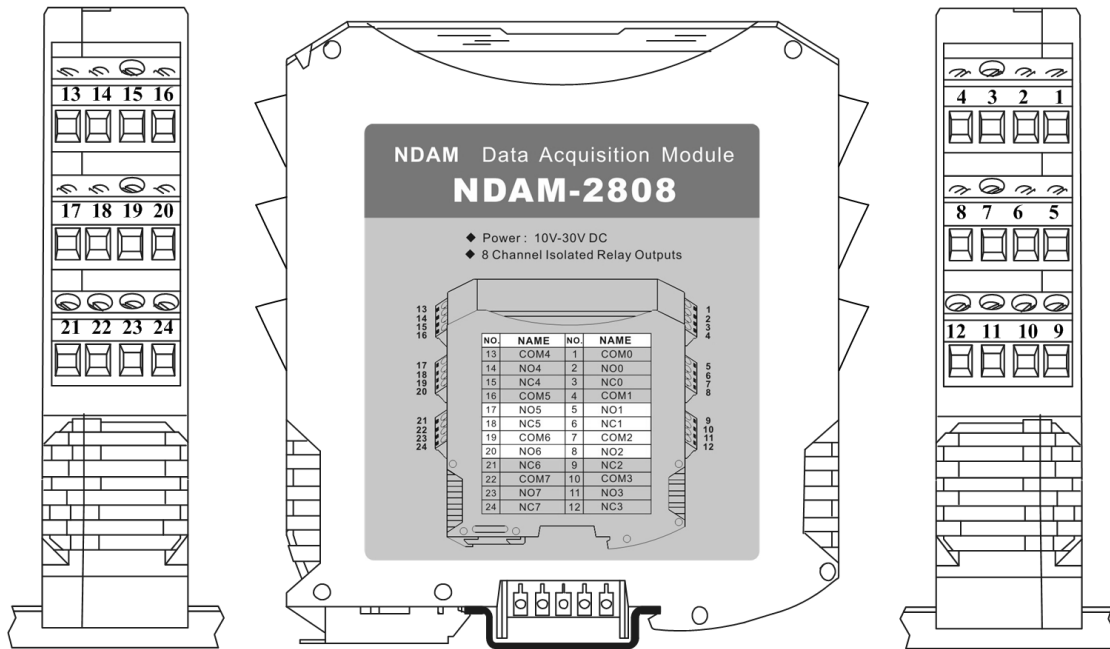 13 14 15 16
17 18 19 20
21 22 23 24
NDAM Data Acquisition Module
NDAM-2808
◆ Power: 10V-30V DC
◆ 8 Channel Isolated Relay Outputs
13
14
15
16
17
18
19
20
21
22
23
24
NO. NAME NO. NAME
13 COM4 1 COM0
14 NO4 2 NO0
15 NC4 3 NC0
16 COM5 4 COM1
17 NO5 5 NO1
18 NC5 6 NC1
19 COM6 7 COM2
20 NO6 8 NO2
21 NC6 9 NC2
22 COM7 10 COM3
23 NO7 11 NO3
24 NC7 12 NC3
1
2
3
4
5
6
7
8
9
10
11
12
4 3 2 1
8 7 6 5
12 11 10 9